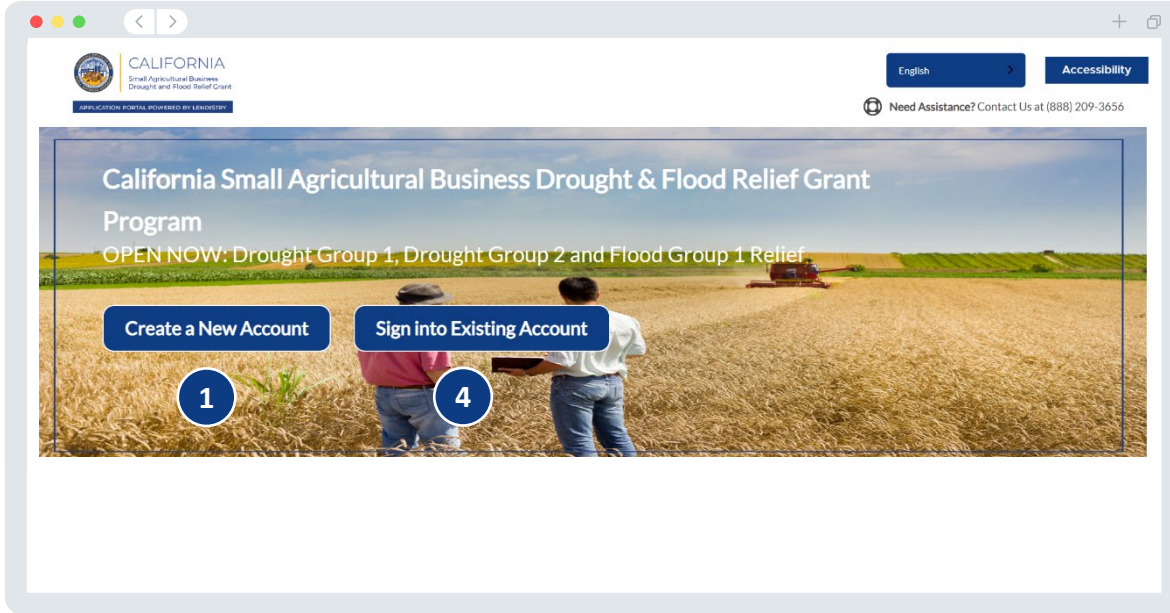 CALIFORNIA
Small Agricultural Business
Drought and Flood Relief Grant
APPLICATION PORTAL POWERED BY LENDISTRY
English
Accessibility
Need Assistance? Contact Us at (888) 209-3656
California Small Agricultural Business Drought & Flood Relief Grant
Program
OPEN NOW: Drought Group 1, Drought Group 2 and Flood Group 1 Relief
Create a New Account
Sign into Existing Account
1
4